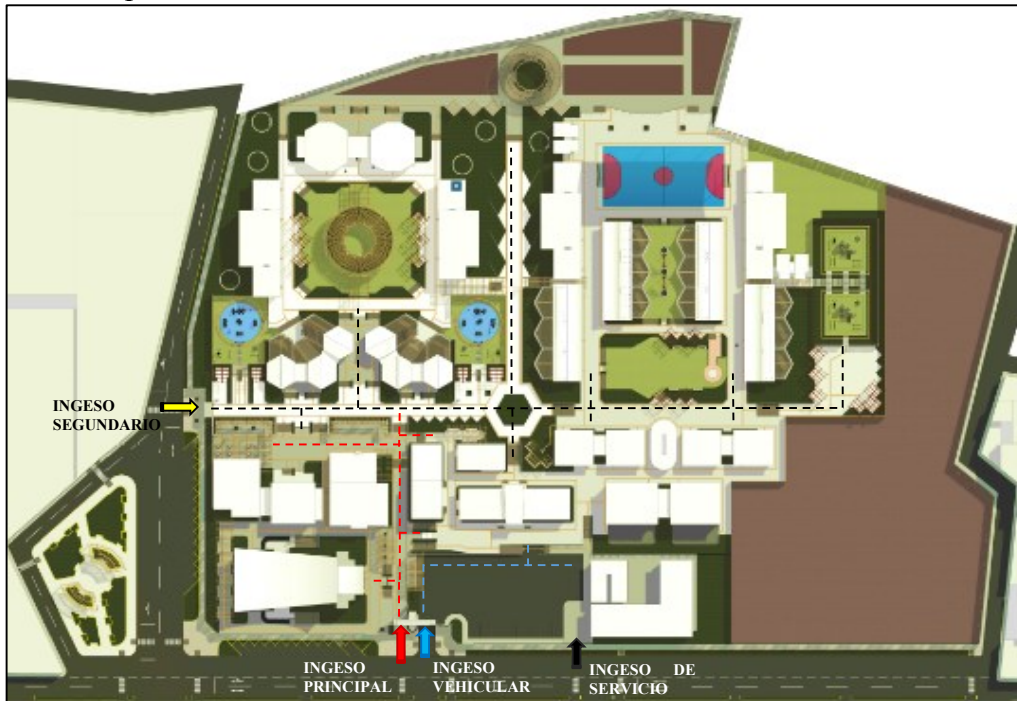 INGESO
SEGUNDARIO
INGESO
PRINCIPAL
INGESO
VEHICULAR
INGESO DE
SERVICIO